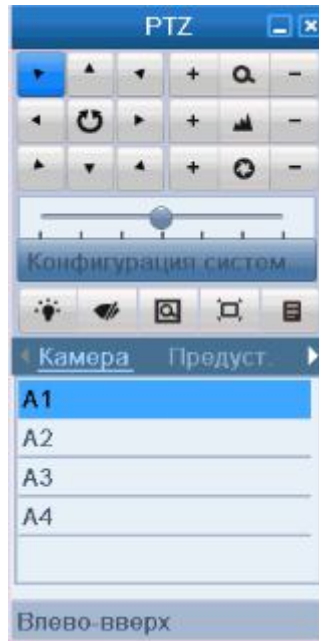 PTZ
Конфигурация систем
Камера Предуст.
A1
A2
A3
A4
Влево-вверх